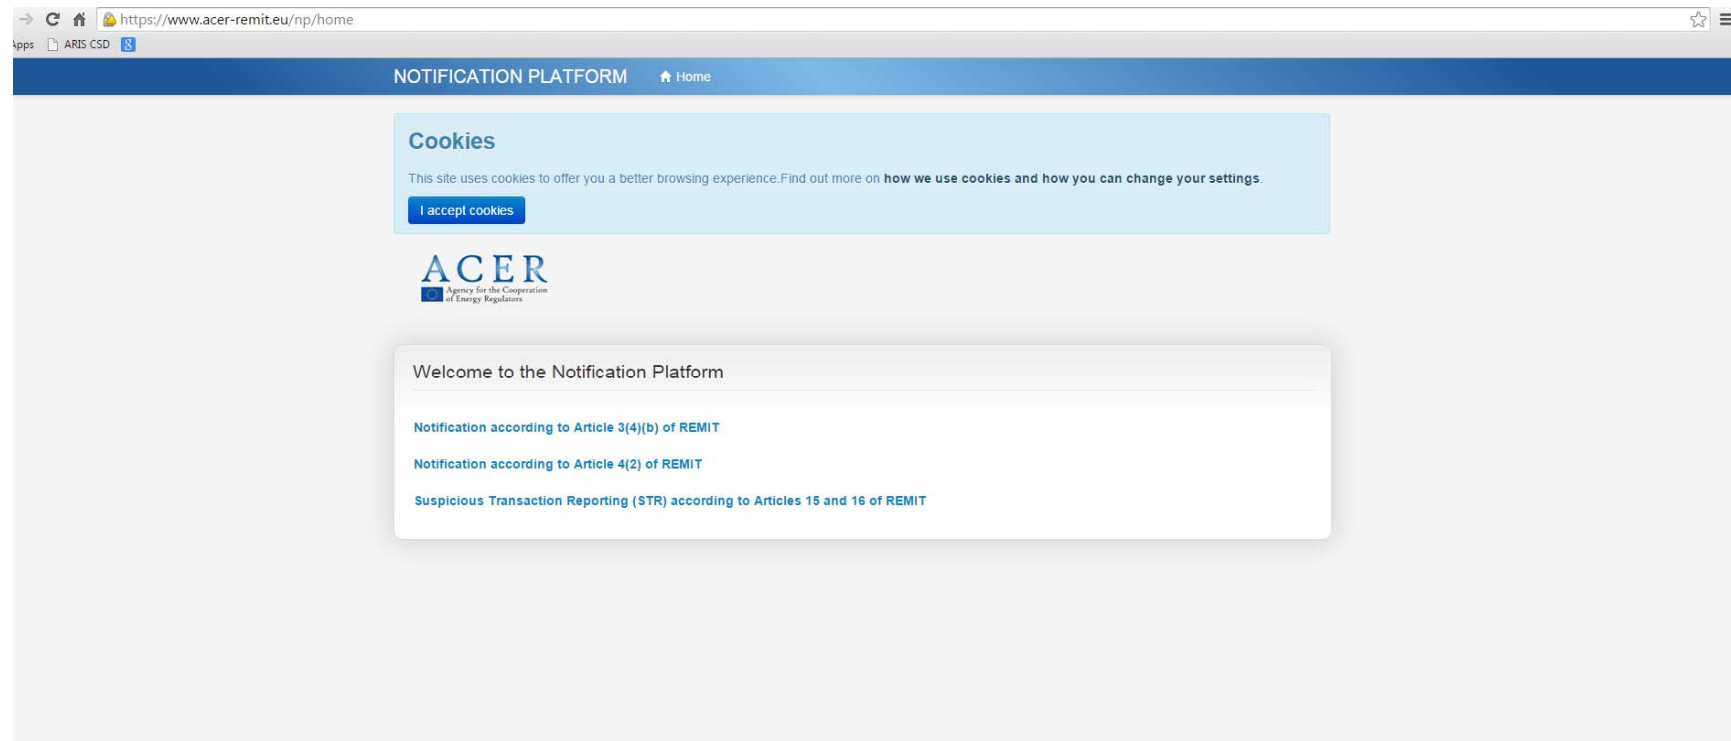 https://www.acer-remit.eu/np/home
Apps ARIS CSD 8
NOTIFICATION PLATFORM Home
Cookies
This site uses cookies to offer you a better browsing experience.Find out more on how we use cookies and how you can change your settings.
I accept cookies
ACER
Agency for the Cooperation
of Energy Regulators
Welcome to the Notification Platform
Notification according to Article 3(4)(b) of REMIT
Notification according to Article 4(2) of REMIT
Suspicious Transaction Reporting (STR) according to Articles 15 and 16 of REMIT